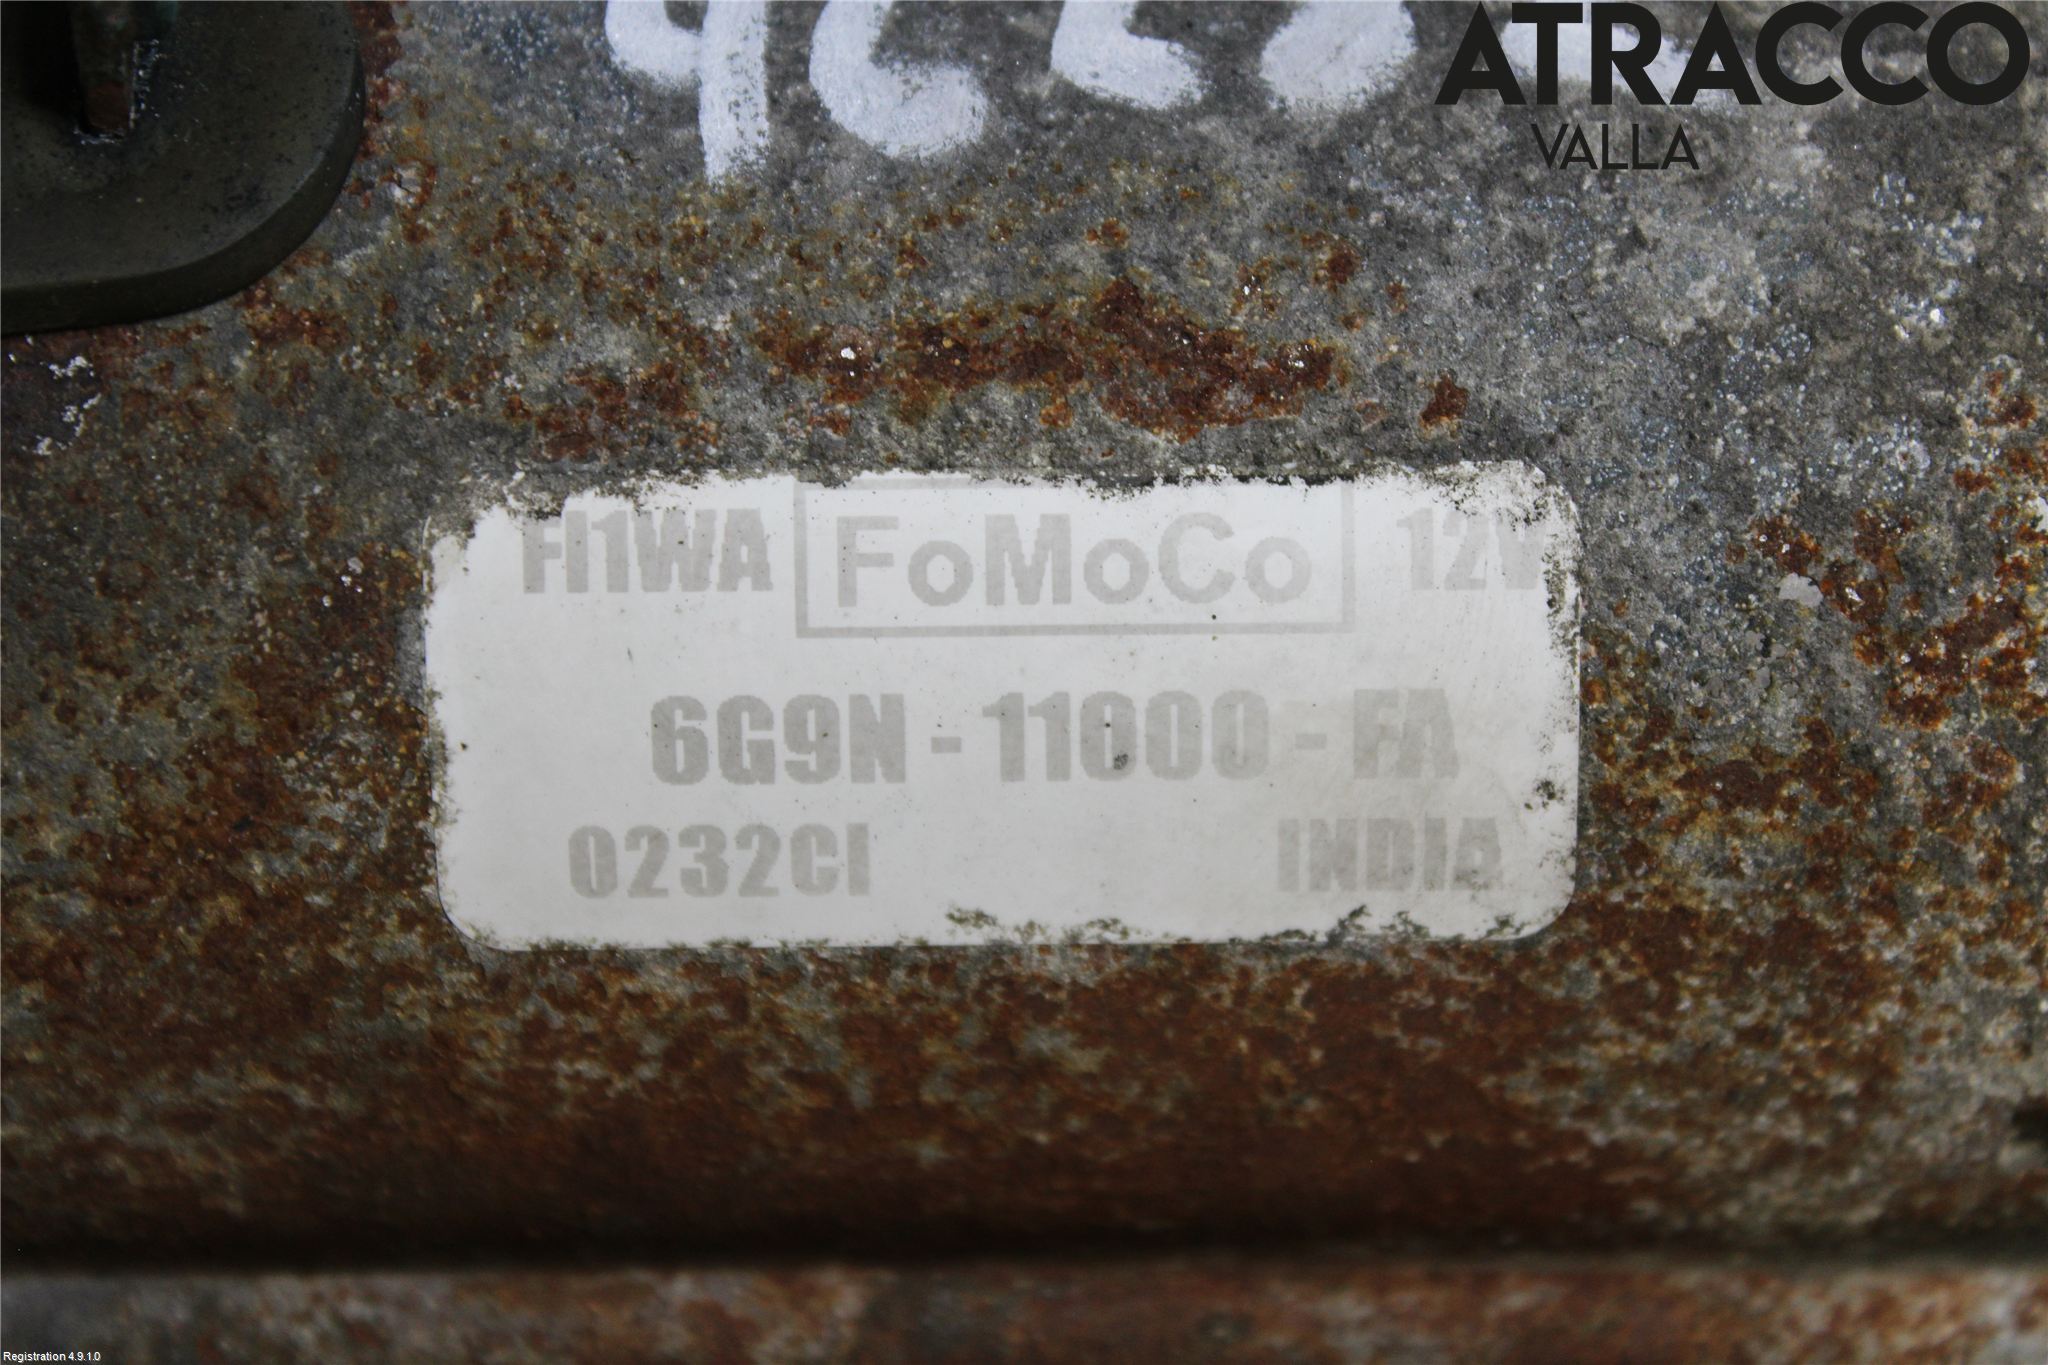 ATRACCO
VALLA
FI1WA FoMoCo 12V
6G9N - 11000 - FA
0232CI INDIA
Registration 4.9.1.0